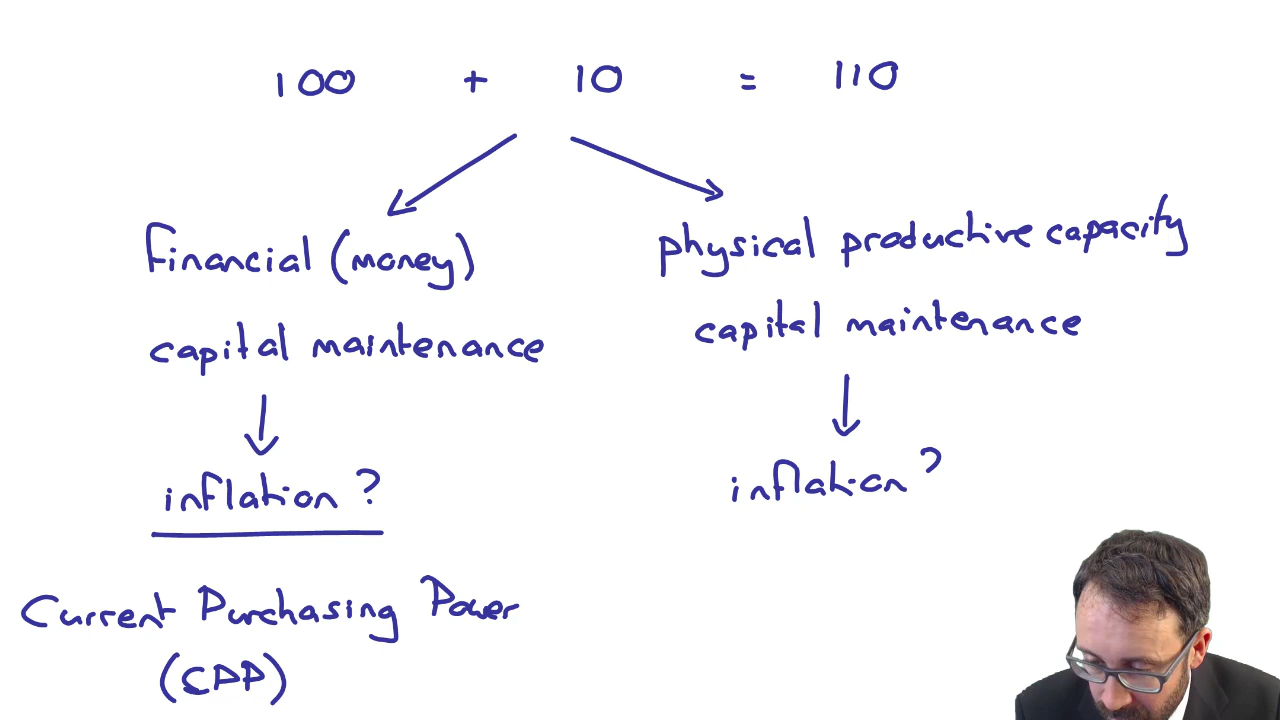 100 + 10 = 110
Financial (money)
capital maintenance
inflation ?
Current Purchasing Power
(CPP)
physical productive capacity
capital maintenance
inflation ?